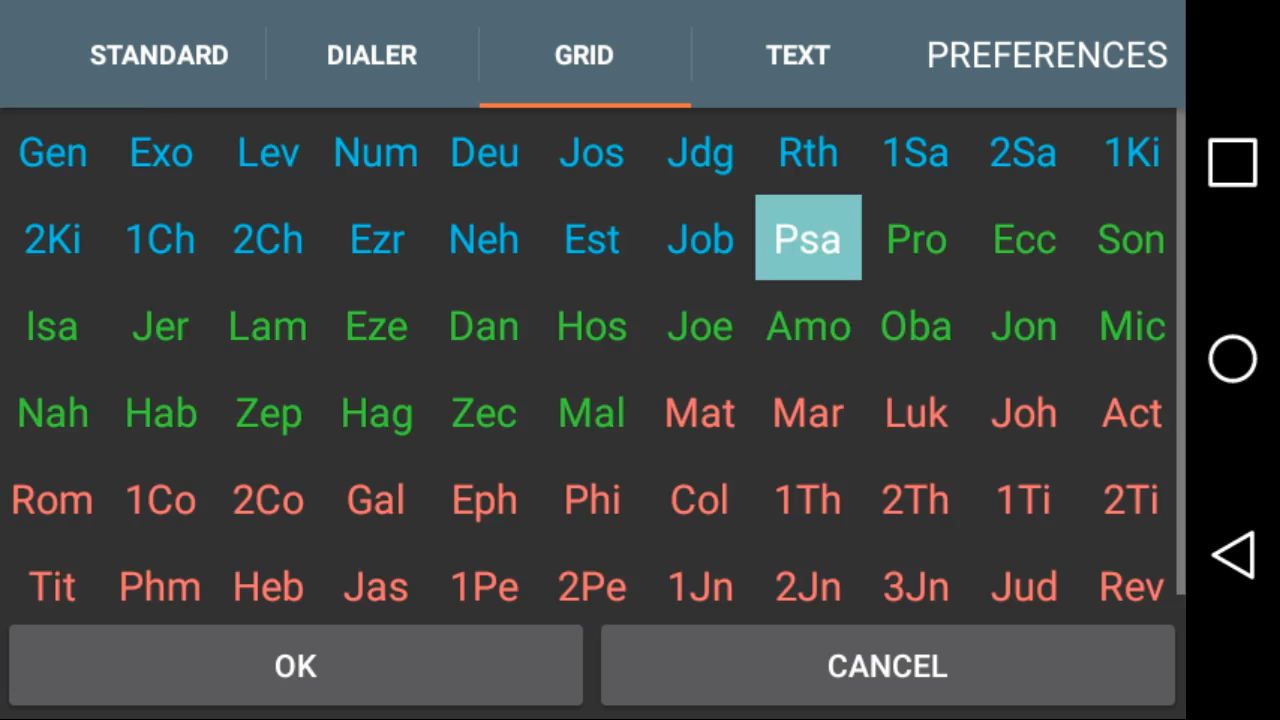 STANDARD DIALER GRID TEXT PREFERENCES
Gen Exo Lev Num Deu Jos Jdg Rth 1Sa 2Sa 1Ki
2Ki 1Ch 2Ch Ezr Neh Est Job Psa Pro Ecc Son
Isa Jer Lam Eze Dan Hos Joe Amo Oba Jon Mic
Nah Hab Zep Hag Zec Mal Mat Mar Luk Joh Act
Rom 1Co 2Co Gal Eph Phi Col 1Th 2Th 1Ti 2Ti
Tit Phm Heb Jas 1Pe 2Pe 1Jn 2Jn 3Jn Jud Rev
OK CANCEL